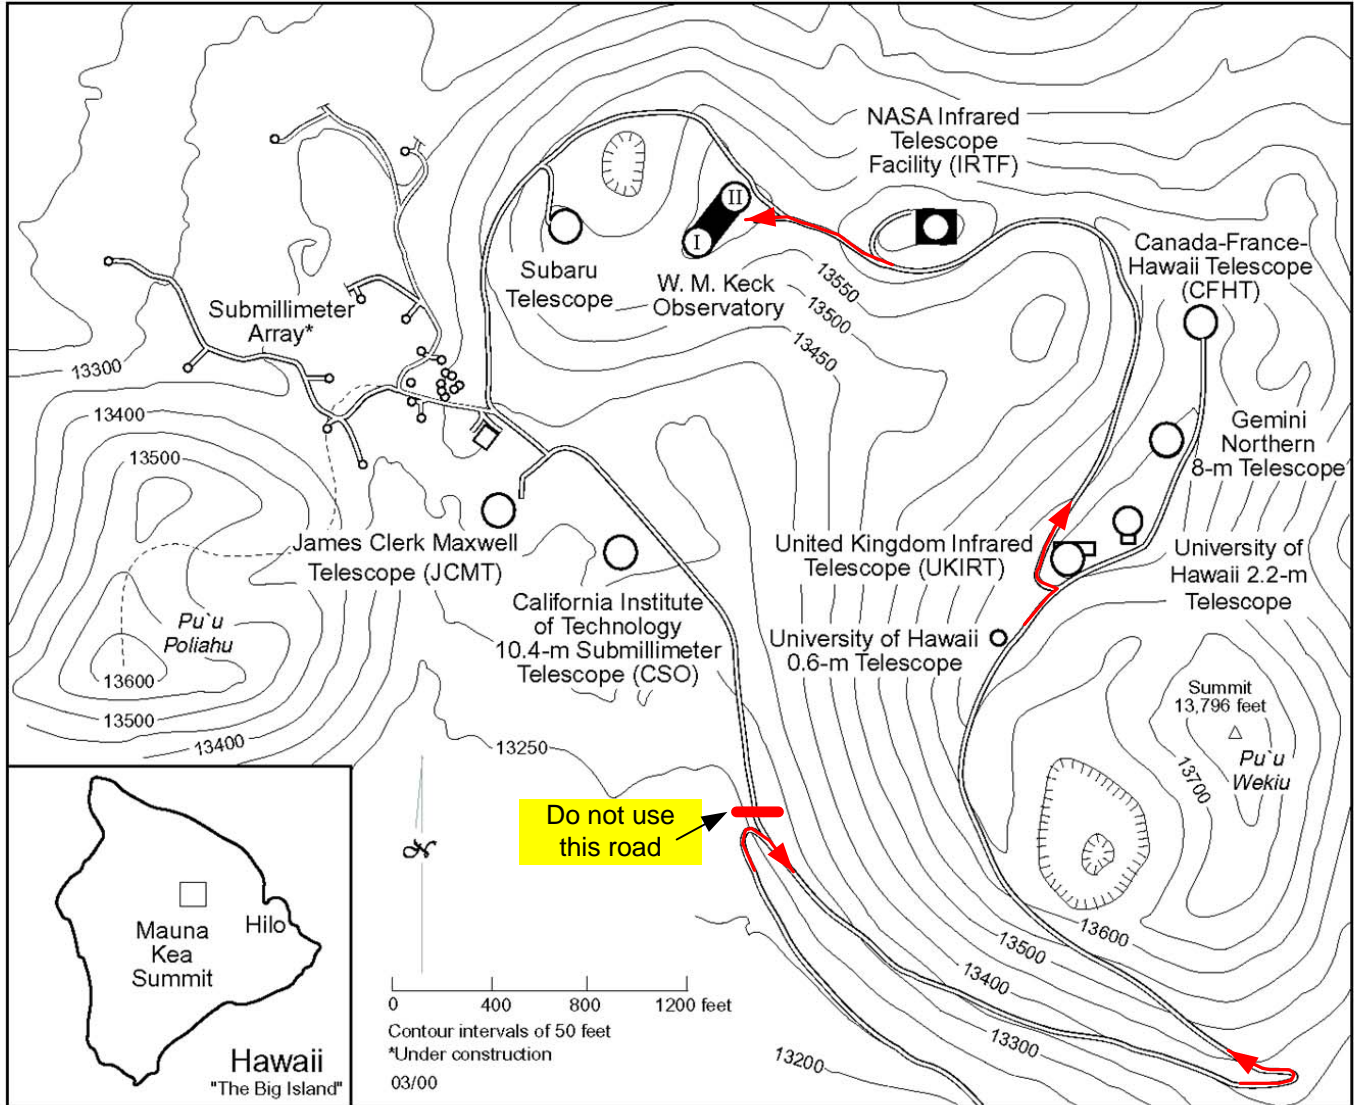 NASA Infrared
Telescope
Facility (IRTF)
Canada-France-
Hawaii Telescope
(CFHT)
II
I
Subaru
Telescope
W. M. Keck
Observatory
13550
13500
13450
Submillimeter
Array*
13300
13400
13500
Gemini
Northern
8-m Telescope
James Clerk Maxwell
Telescope (JCMT)
United Kingdom Infrared
Telescope (UKIRT)
University of
Hawaii 2.2-m
Telescope
California Institute
of Technology
10.4-m Submillimeter
Telescope (CSO)
University of Hawaii
0.6-m Telescope
Pu`u
Poliahu
13600
13500
13400
Summit
13,796 feet
Pu`u
Wekiu
13700
13250
Do not use
this road
N
13600
13500
13400
13300
13200
0 400 800 1200 feet
Contour intervals of 50 feet
*Under construction
03/00
Mauna
Kea
Summit
Hilo
Hawaii
"The Big Island"